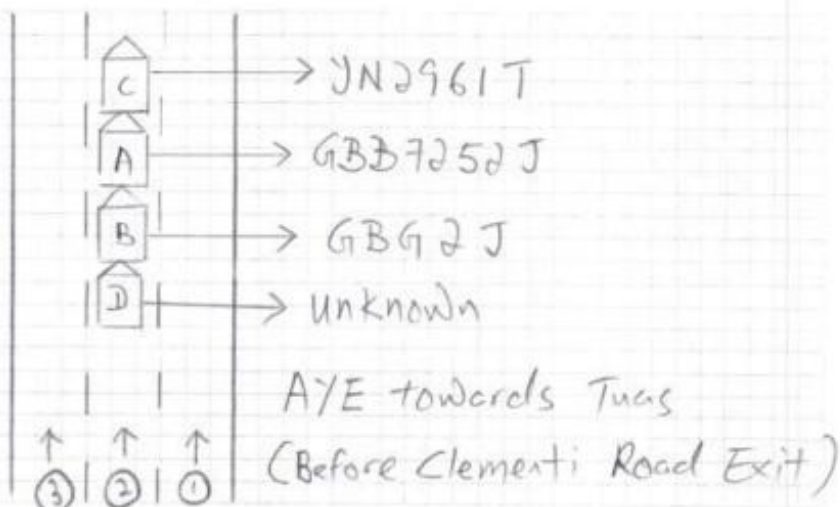 C → YN2961T
A → GBB7252J
B → GBG2J
D → unknown
AYE towards Tuas
(Before Clementi Road Exit)
↑ ↑ ↑
③ ② ①